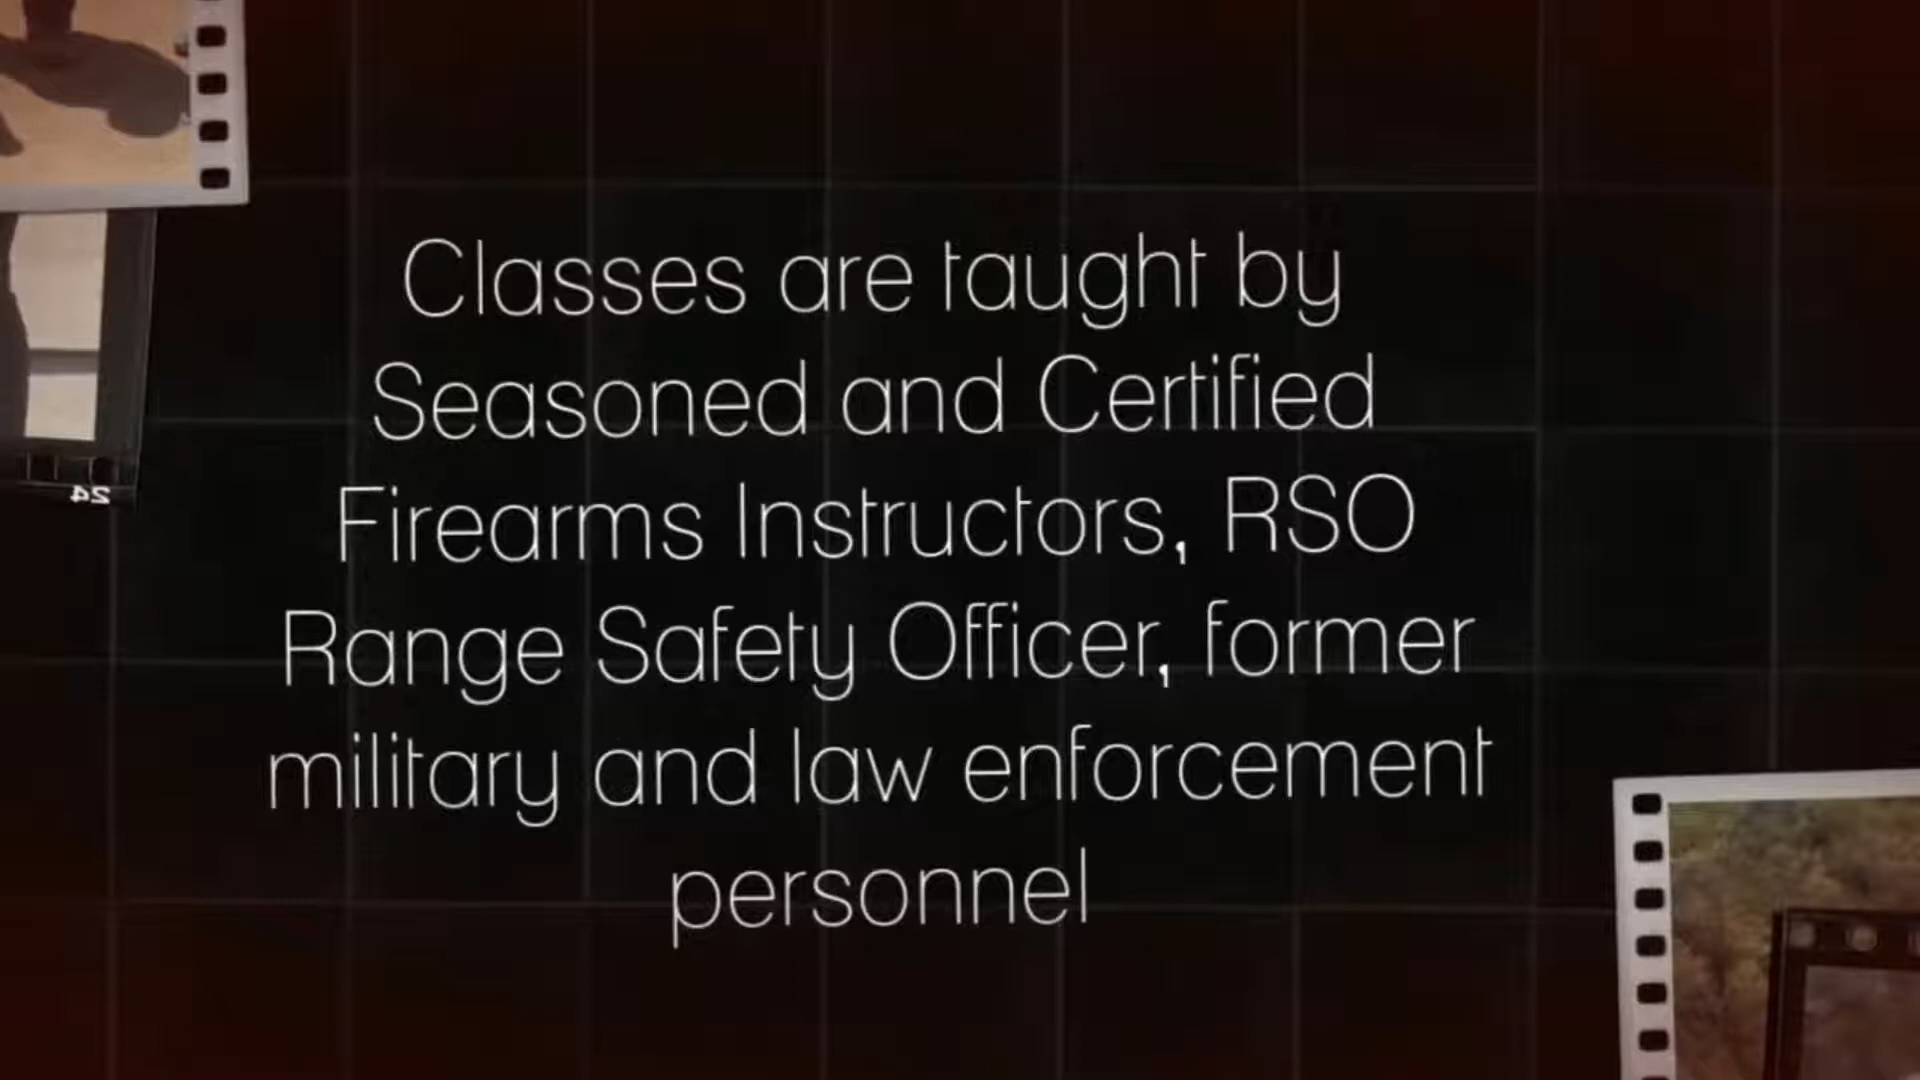 Classes are taught by
Seasoned and Certified
Firearms Instructors, RSO
Range Safety Officer, former
military and law enforcement
personnel
24